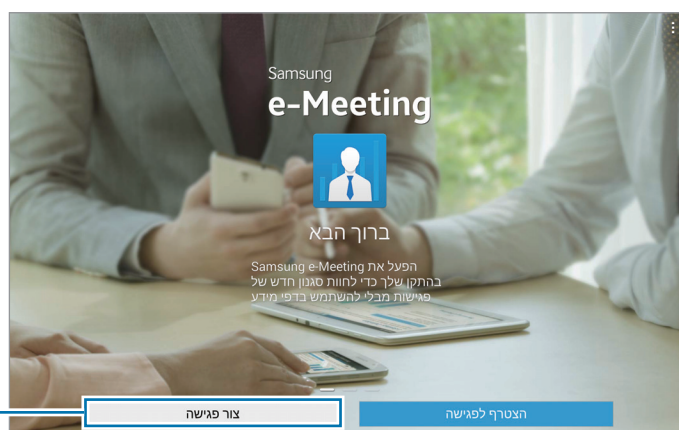 Samsung
e-Meeting
ברוך הבא
הפעל את Samsung e-Meeting
בהתקן שלך כדי לחוות סגנון חדש של
פגישות מבלי להשתמש בדפי מידע
הצטרף לפגישה
צור פגישה